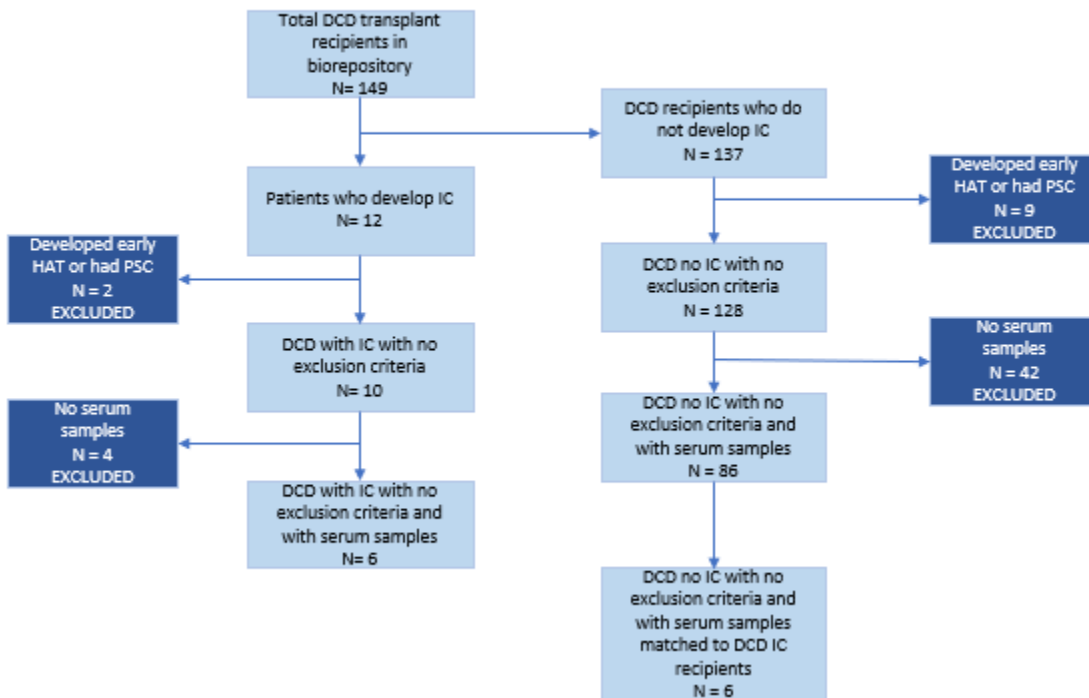 Total DCD transplant
recipients in
biorepository
N= 149
DCD recipients who do
not develop IC
N = 137
Developed early
HAT or had PSC
N = 9
EXCLUDED
Patients who develop IC
N= 12
Developed early
HAT or had PSC
N = 2
EXCLUDED
DCD no IC with no
exclusion criteria
N = 128
No serum
samples
N = 42
EXCLUDED
DCD with IC with no
exclusion criteria
N= 10
No serum
samples
N = 4
EXCLUDED
DCD no IC with no
exclusion criteria and
with serum samples
N = 86
DCD with IC with no
exclusion criteria and
with serum samples
N= 6
DCD no IC with no
exclusion criteria and
with serum samples
matched to DCD IC
recipients
N = 6